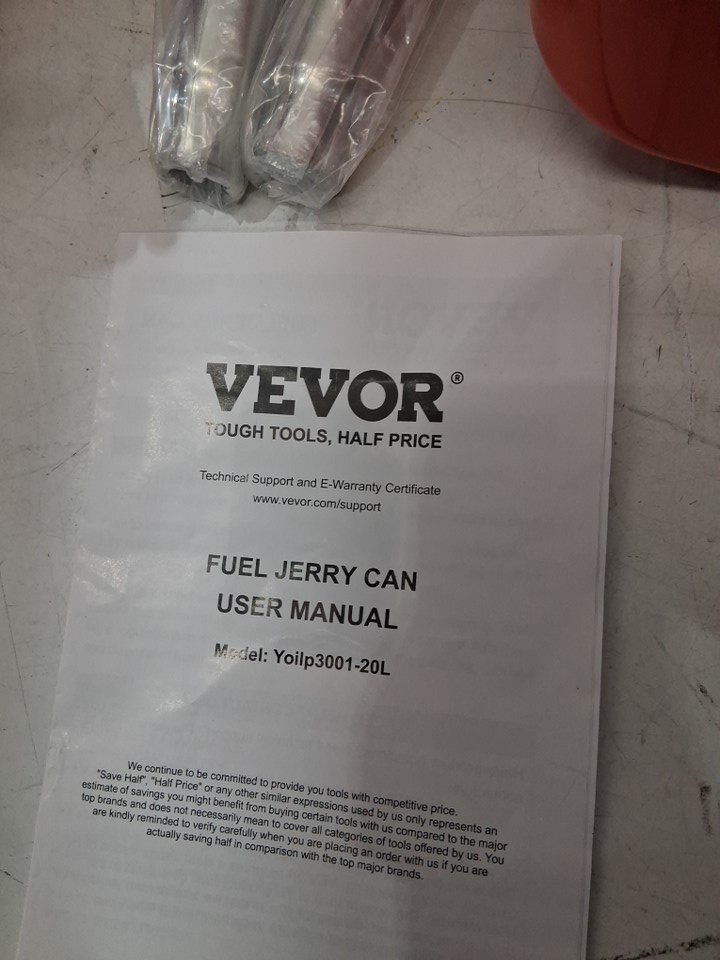 VEVOR®
TOUGH TOOLS, HALF PRICE
Technical Support and E-Warranty Certificate
www.vevor.com/support
FUEL JERRY CAN
USER MANUAL
Model: Yoilp3001-20L
We continue to be committed to provide you tools with competitive price.
"Save Half", "Half Price" or any other similar expressions used by us only represents an
estimate of savings you might benefit from buying certain tools with us compared to the major
top brands and does not necessarily mean to cover all categories of tools offered by us. You
are kindly reminded to verify carefully when you are placing an order with us if you are
actually saving half in comparison with the top major brands.